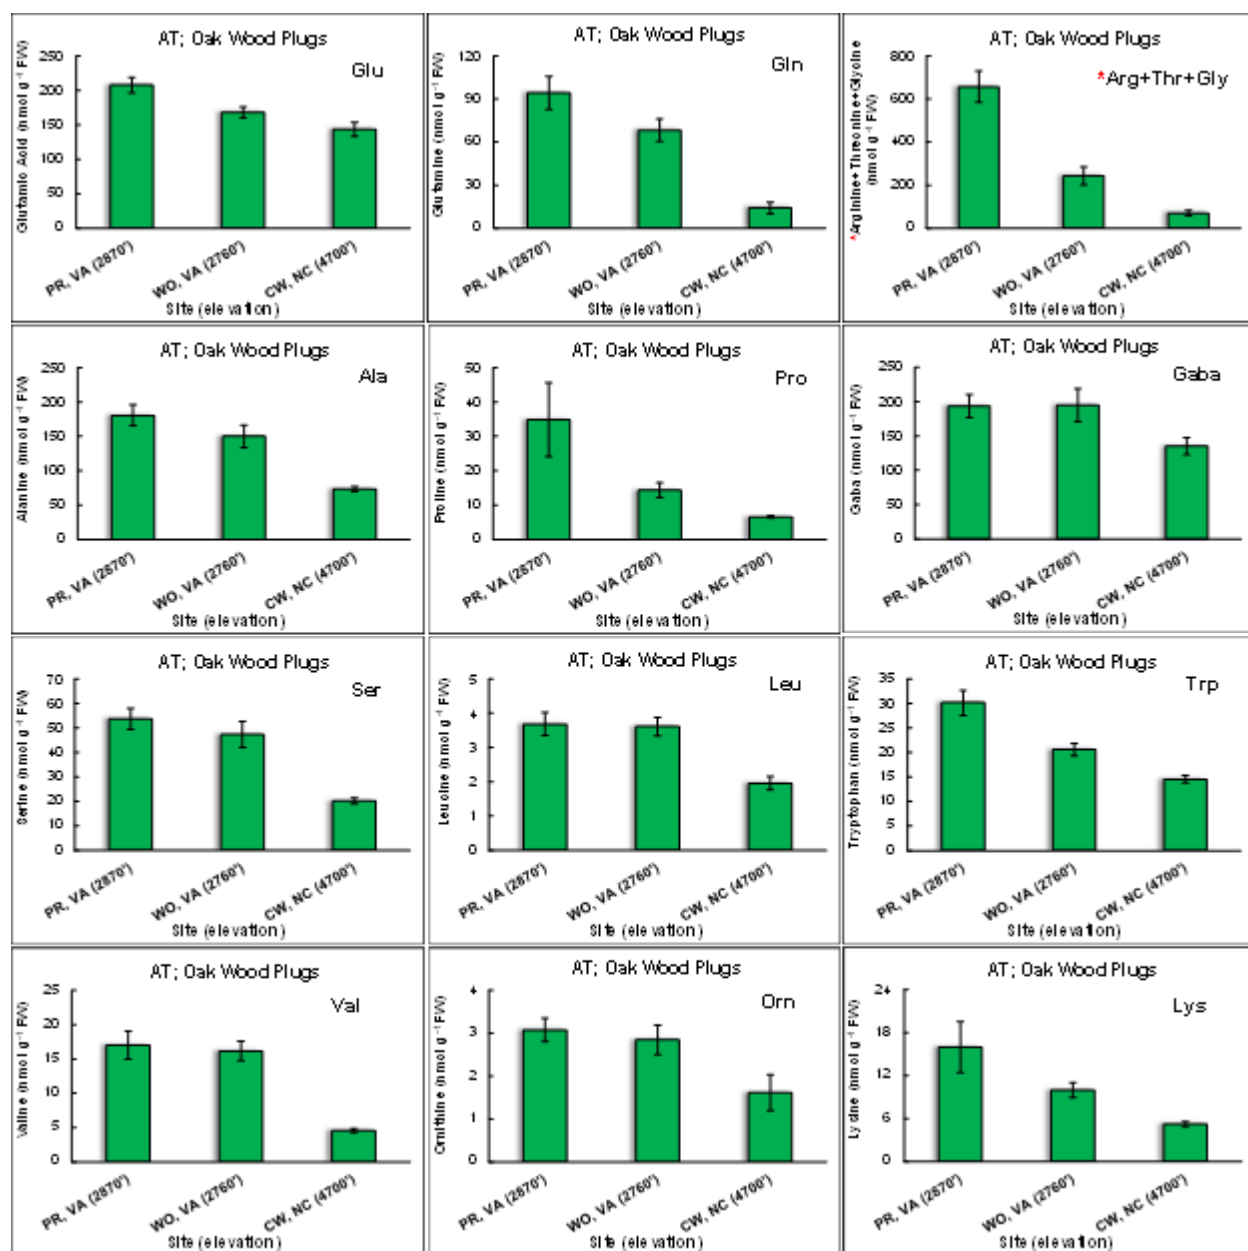 AT; Oak Wood Plugs
Glu
Glutamic Acid (nmol g⁻¹ FW)
250
200
150
100
50
0
PR, VA (2870')
WO, VA (2760')
CW, NC (4700')
Site (elevation)
AT; Oak Wood Plugs
Gln
Glutamine (nmol g⁻¹ FW)
120
90
60
30
0
PR, VA (2870')
WO, VA (2760')
CW, NC (4700')
Site (elevation)
AT; Oak Wood Plugs
*Arg+Thr+Gly
*Arginine+Threonine+Glycine
(nmol g⁻¹ FW)
800
600
400
200
0
PR, VA (2870')
WO, VA (2760')
CW, NC (4700')
Site (elevation)
AT; Oak Wood Plugs
Ala
Alanine (nmol g⁻¹ FW)
250
200
150
100
50
0
PR, VA (2870')
WO, VA (2760')
CW, NC (4700')
Site (elevation)
AT; Oak Wood Plugs
Pro
Proline (nmol g⁻¹ FW)
50
40
30
20
10
0
PR, VA (2870')
WO, VA (2760')
CW, NC (4700')
Site (elevation)
AT; Oak Wood Plugs
Gaba
Gaba (nmol g⁻¹ FW)
250
200
150
100
50
0
PR, VA (2870')
WO, VA (2760')
CW, NC (4700')
Site (elevation)
AT; Oak Wood Plugs
Ser
Serine (nmol g⁻¹ FW)
70
60
50
40
30
20
10
0
PR, VA (2870')
WO, VA (2760')
CW, NC (4700')
Site (elevation)
AT; Oak Wood Plugs
Leu
Leucine (nmol g⁻¹ FW)
5
4
3
2
1
0
PR, VA (2870')
WO, VA (2760')
CW, NC (4700')
Site (elevation)
AT; Oak Wood Plugs
Trp
Tryptophan (nmol g⁻¹ FW)
35
30
25
20
15
10
5
0
PR, VA (2870')
WO, VA (2760')
CW, NC (4700')
Site (elevation)
AT; Oak Wood Plugs
Val
Valine (nmol g⁻¹ FW)
25
20
15
10
5
0
PR, VA (2870')
WO, VA (2760')
CW, NC (4700')
Site (elevation)
AT; Oak Wood Plugs
Orn
Ornithine (nmol g⁻¹ FW)
4
3
2
1
0
PR, VA (2870')
WO, VA (2760')
CW, NC (4700')
Site (elevation)
AT; Oak Wood Plugs
Lys
Lycine (nmol g⁻¹ FW)
24
18
12
6
0
PR, VA (2870')
WO, VA (2760')
CW, NC (4700')
Site (elevation)